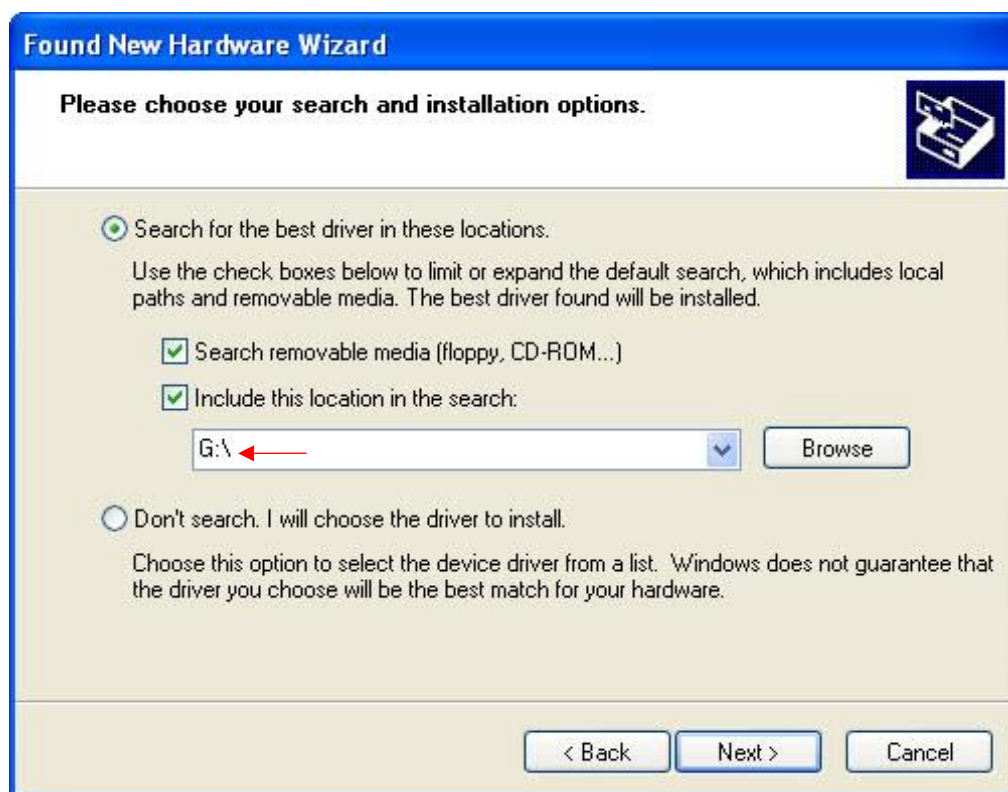 Found New Hardware Wizard
Please choose your search and installation options.
Search for the best driver in these locations.
Use the check boxes below to limit or expand the default search, which includes local
paths and removable media. The best driver found will be installed.
Search removable media (floppy, CD-ROM...)
Include this location in the search:
G:\
Browse
Don't search. I will choose the driver to install.
Choose this option to select the device driver from a list.  Windows does not guarantee that
the driver you choose will be the best match for your hardware.
< Back
Next >
Cancel